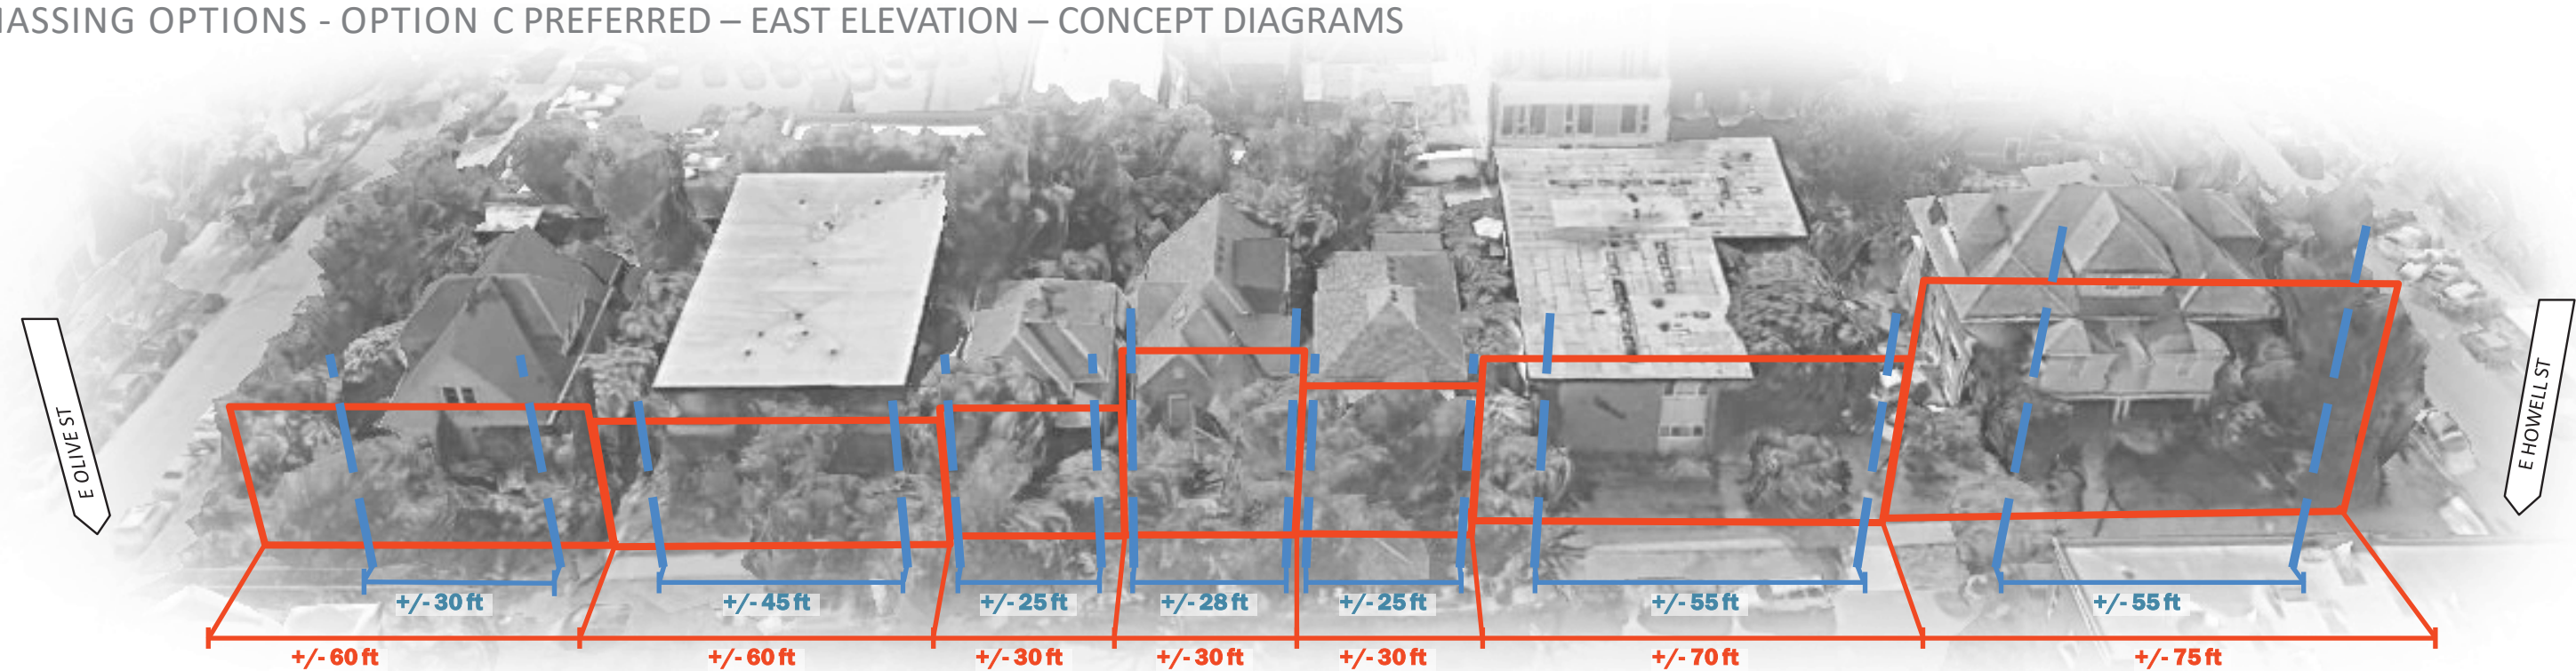 MASSING OPTIONS - OPTION C PREFERRED – EAST ELEVATION – CONCEPT DIAGRAMS
E OLIVE ST
E HOWELL ST
+/- 30 ft
+/- 45 ft
+/- 25 ft
+/- 28 ft
+/- 25 ft
+/- 55 ft
+/- 55 ft
+/- 60 ft
+/- 60 ft
+/- 30 ft
+/- 30 ft
+/- 30 ft
+/- 70 ft
+/- 75 ft